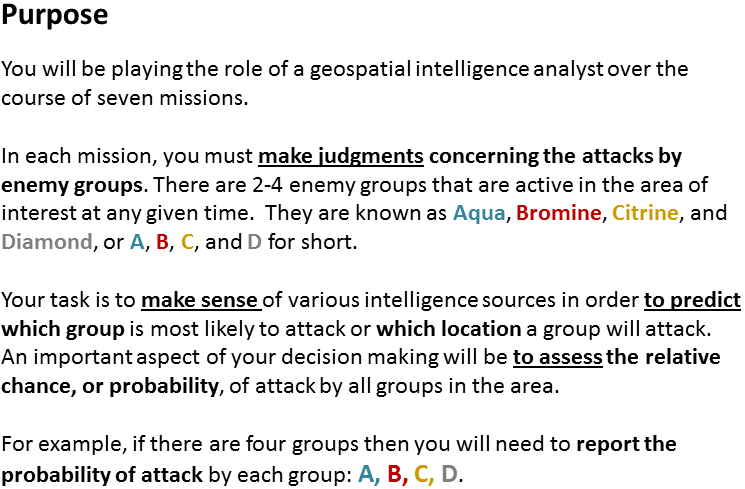 Purpose
You will be playing the role of a geospatial intelligence analyst over the
course of seven missions.
In each mission, you must make judgments concerning the attacks by
enemy groups. There are 2-4 enemy groups that are active in the area of
interest at any given time. They are known as Aqua, Bromine, Citrine, and
Diamond, or A, B, C, and D for short.
Your task is to make sense of various intelligence sources in order to predict
which group is most likely to attack or which location a group will attack.
An important aspect of your decision making will be to assess the relative
chance, or probability, of attack by all groups in the area.
For example, if there are four groups then you will need to report the
probability of attack by each group: A, B, C, D.